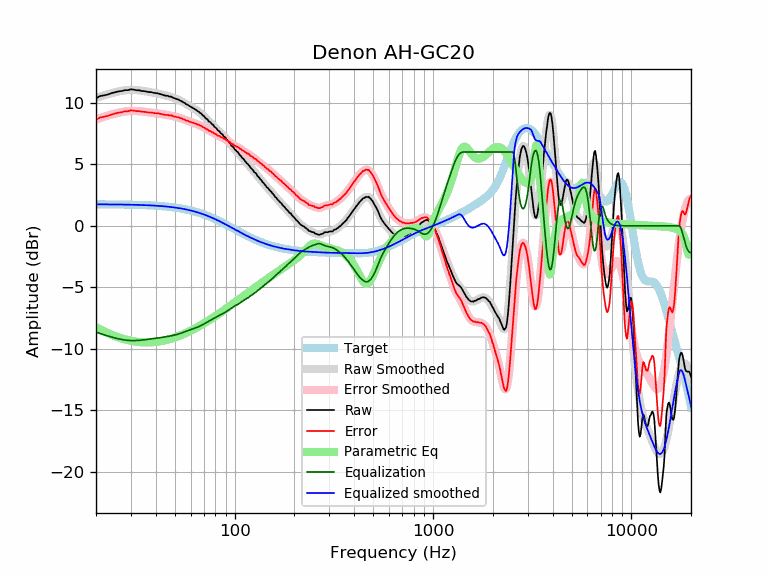 Denon AH-GC20
10
5
0
−5
−10
−15
−20
Amplitude (dBr)
Target
Raw Smoothed
Error Smoothed
Raw
Error
Parametric Eq
Equalization
Equalized smoothed
100
1000
10000
Frequency (Hz)